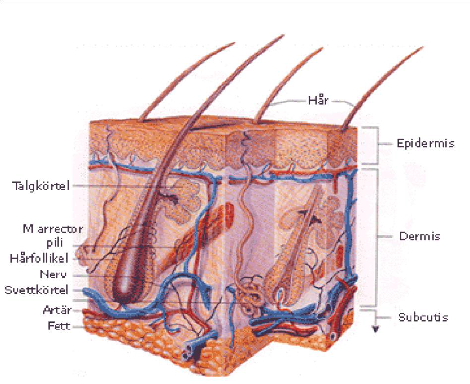 Hår
Epidermis
Talgkörtel
M arrector
pili
Dermis
Hårfollikel
Nerv
Svettkörtel
Artär
Subcutis
Fett